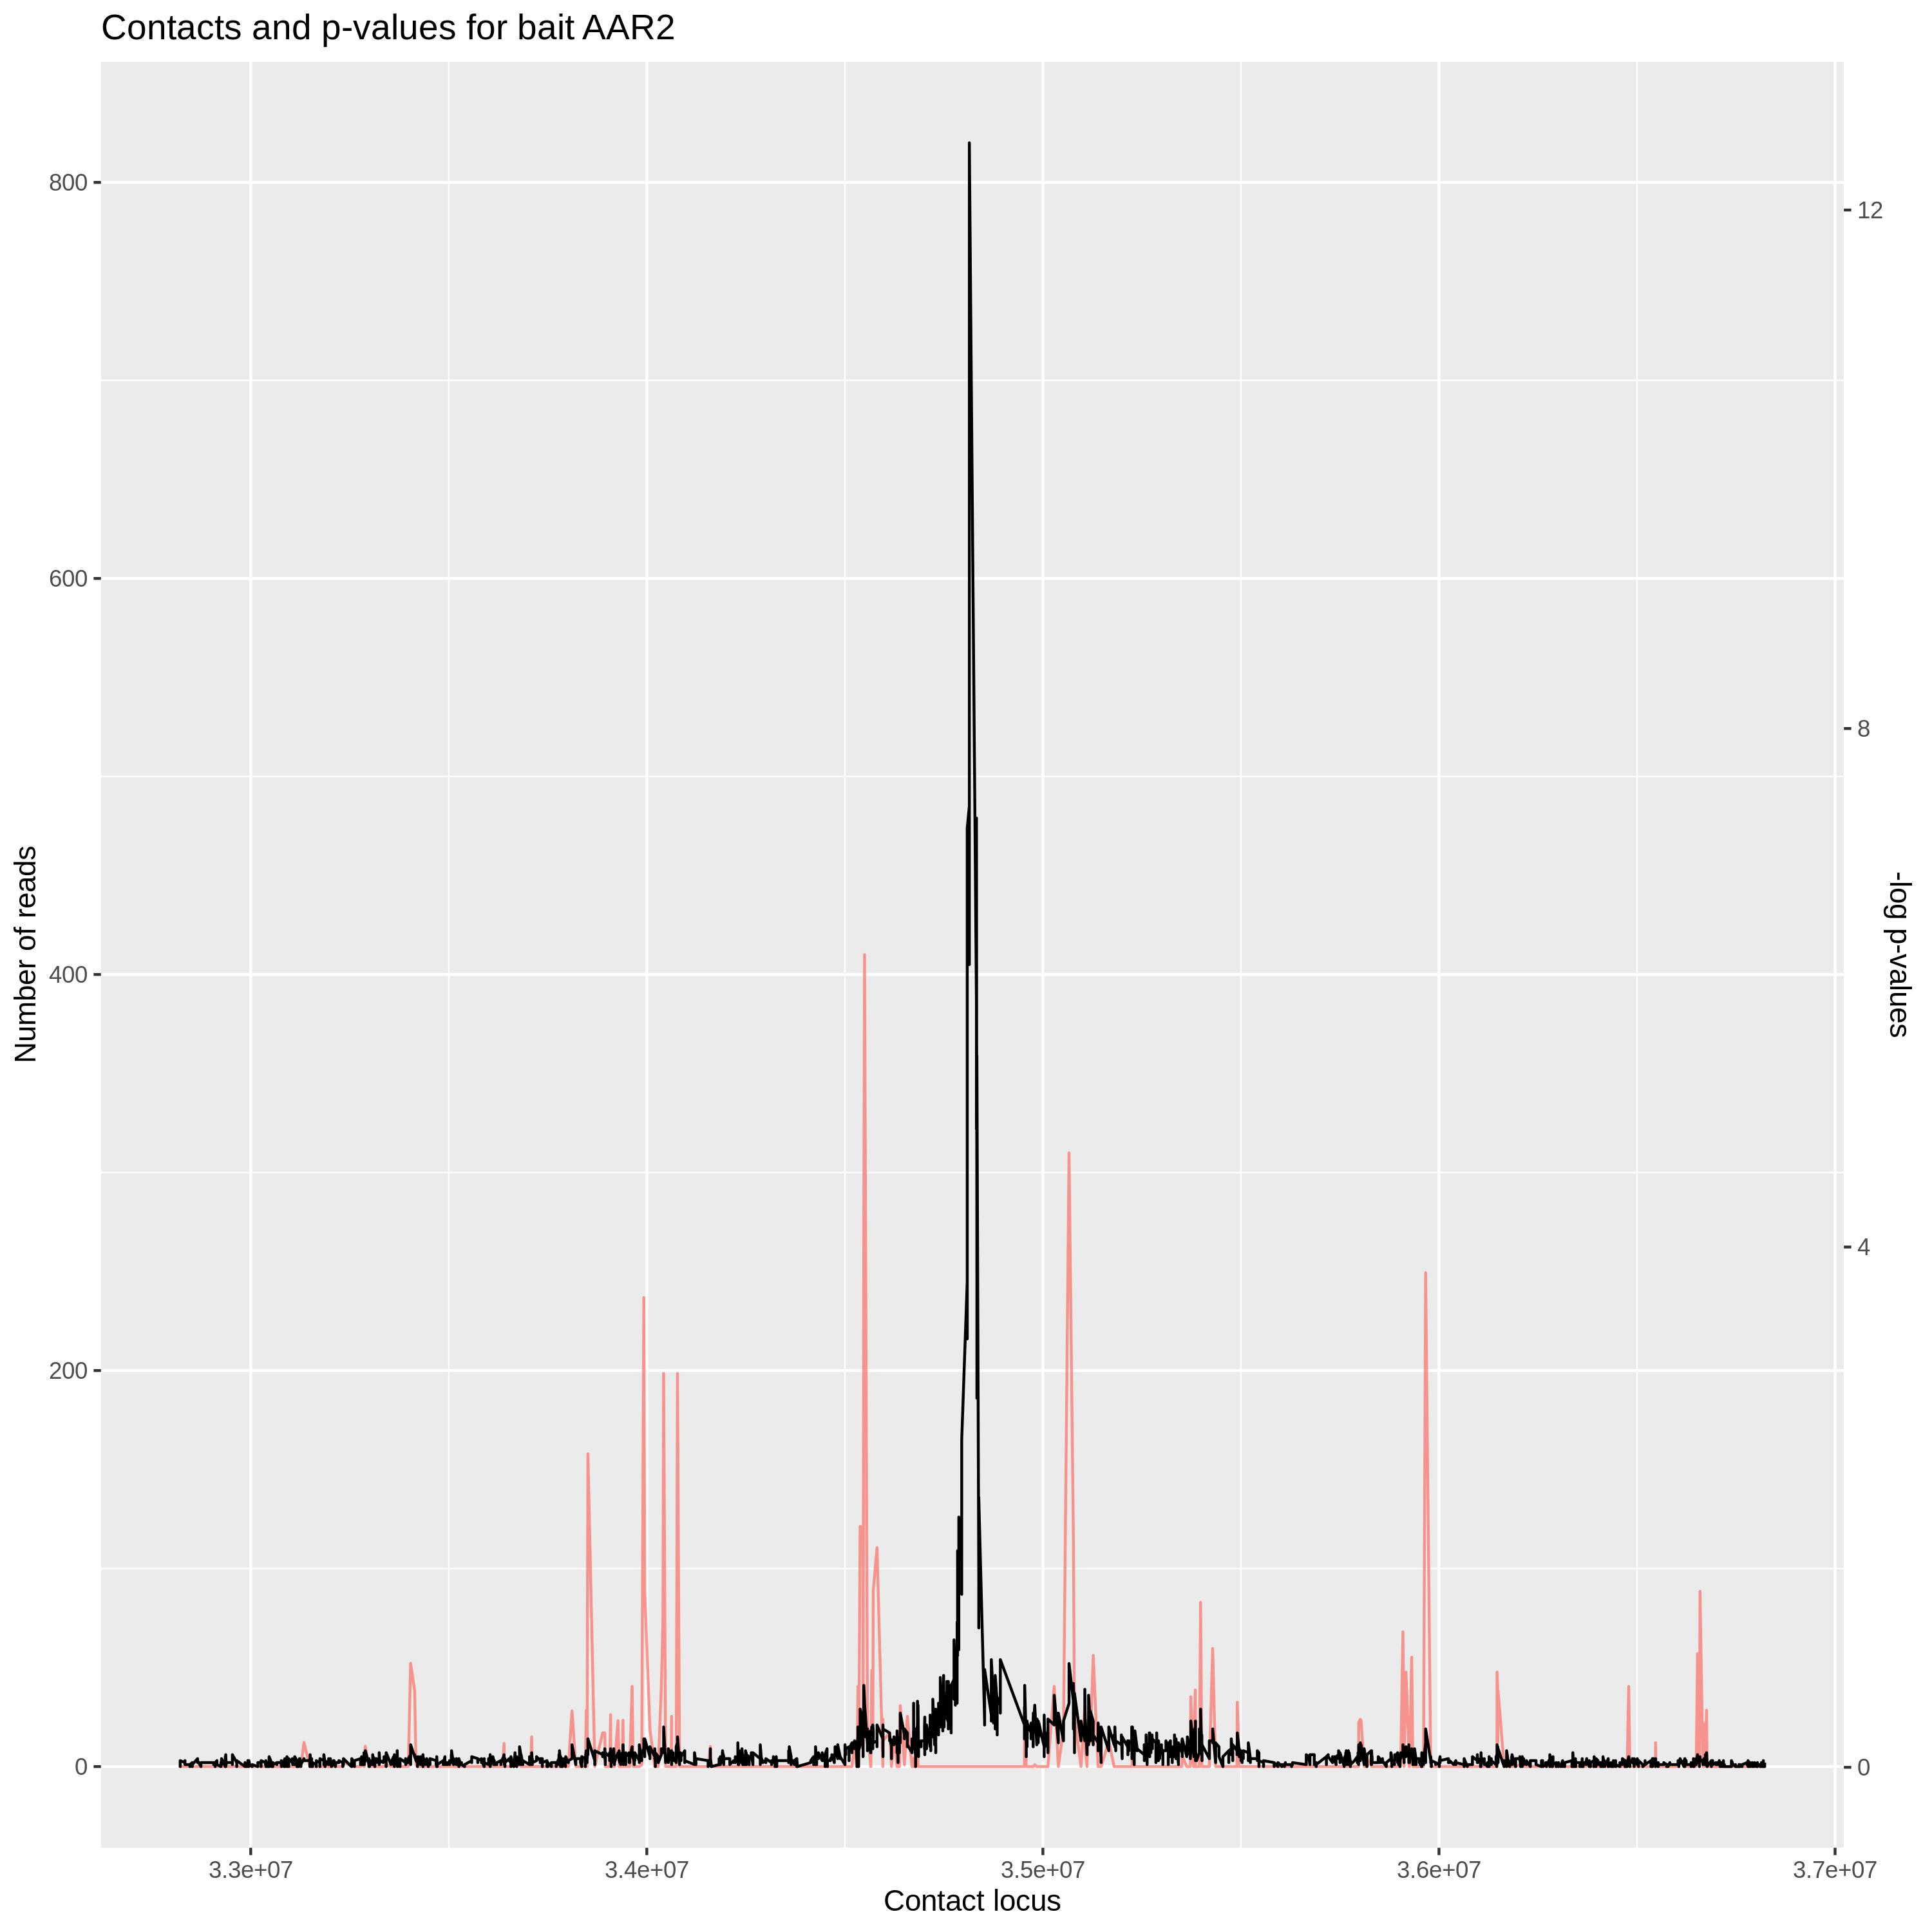 Contacts and p-values for bait AAR2
800
600
400
200
0
Number of reads
12
8
4
0
-log p-values
3.3e+07
3.4e+07
3.5e+07
3.6e+07
3.7e+07
Contact locus